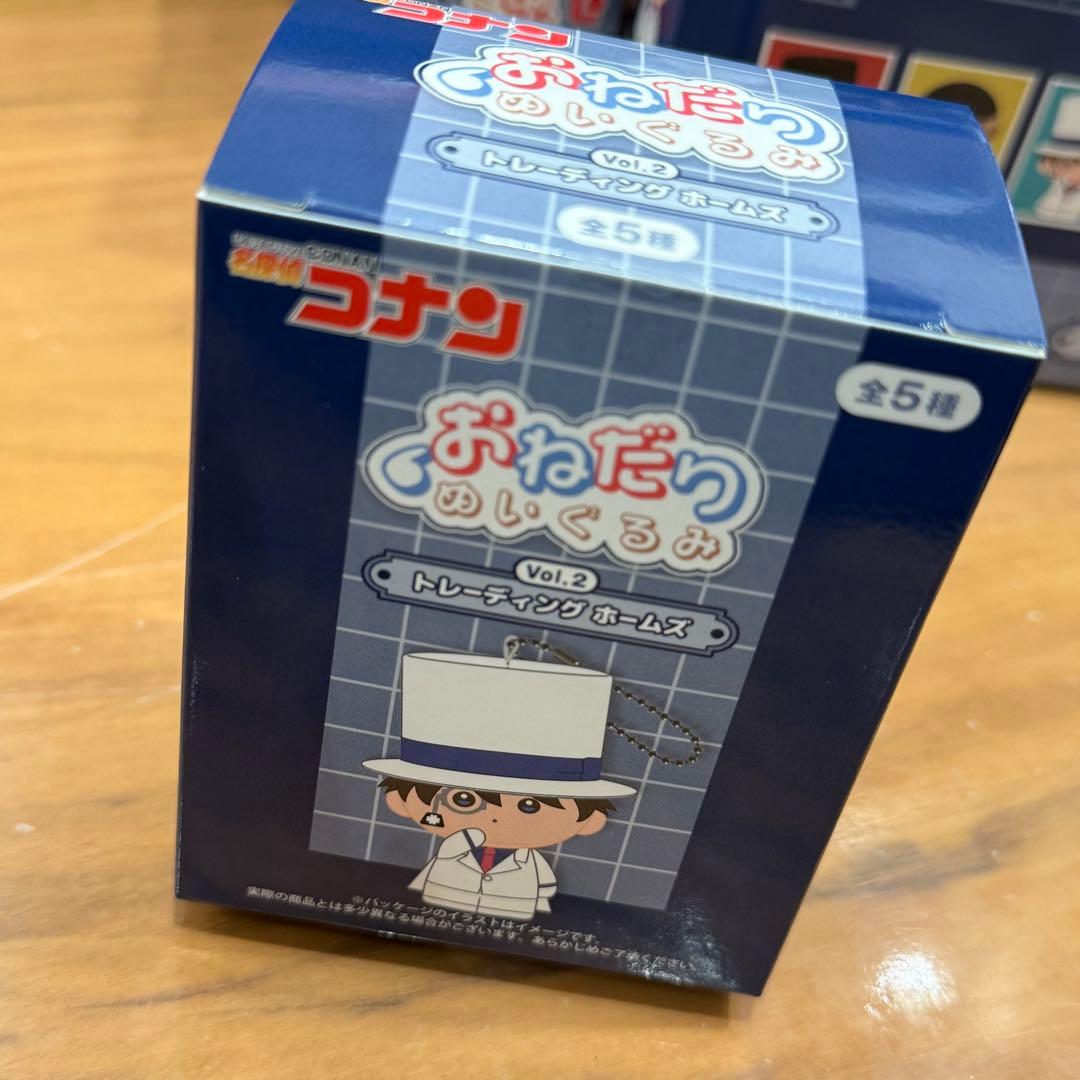 コナン
おねだり
ぬいぐるみ
Vol.2
トレーディング ホームズ
全5種
CONAN
名探偵
コナン
全5種
おねだり
ぬいぐるみ
Vol.2
トレーディング ホームズ
※パッケージのイラストはイメージです。
実際の商品とは多少異なる場合がございます。あらかじめご了承ください。